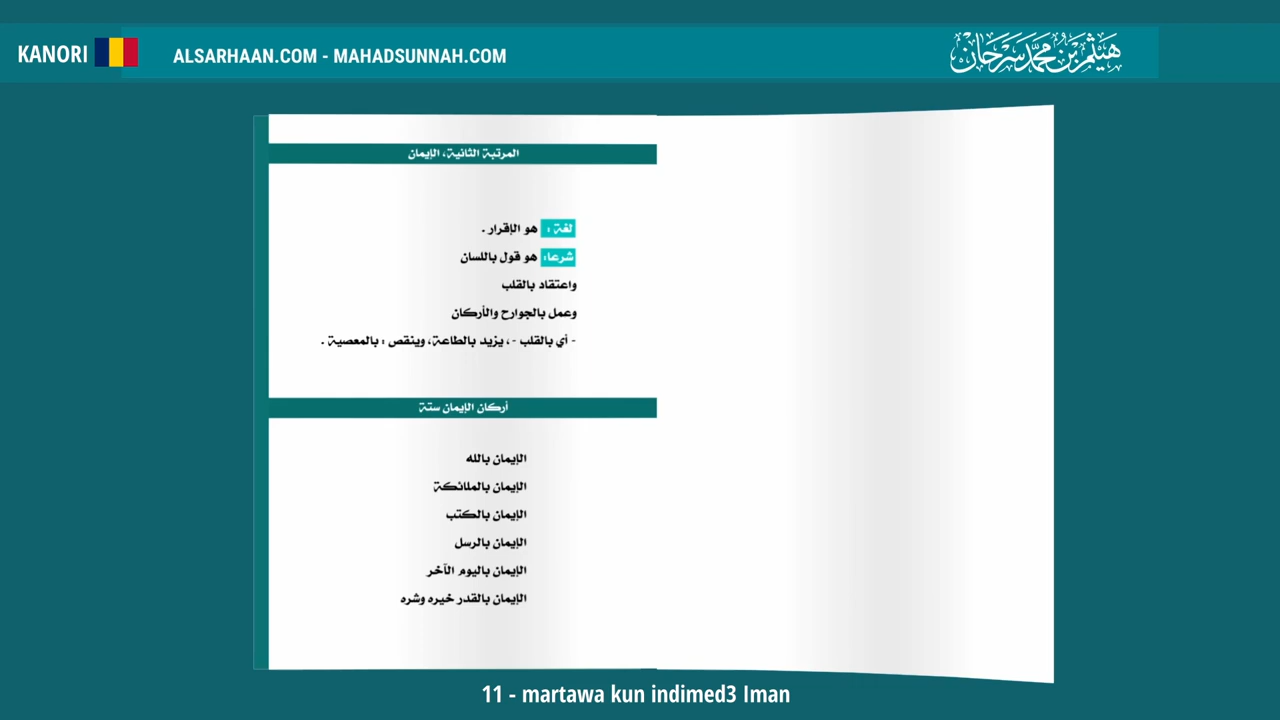 KANORI
ALSARHAAN.COM - MAHADSUNNAH.COM
هيثم بن محمد سرحان
المرتبة الثانية، الإيمان
لغة : هو الإقرار .
شرعا: هو قول باللسان
واعتقاد بالقلب
وعمل بالجوارح والأركان
- أي بالقلب -، يزيد بالطاعة، وينقص : بالمعصية .
أركان الإيمان ستة
الإيمان بالله
الإيمان بالملائكة
الإيمان بالكتب
الإيمان بالرسل
الإيمان باليوم الآخر
الإيمان بالقدر خيره وشره
11 - martawa kun indimed3 Iman